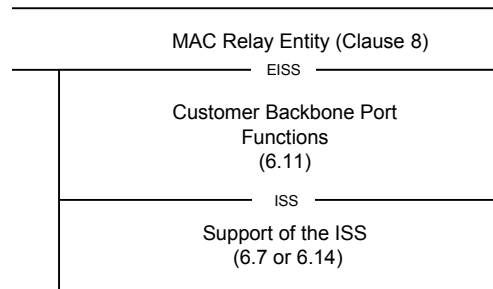 MAC Relay Entity (Clause 8)
EISS
Customer Backbone Port
Functions
(6.11)
ISS
Support of the ISS
(6.7 or 6.14)